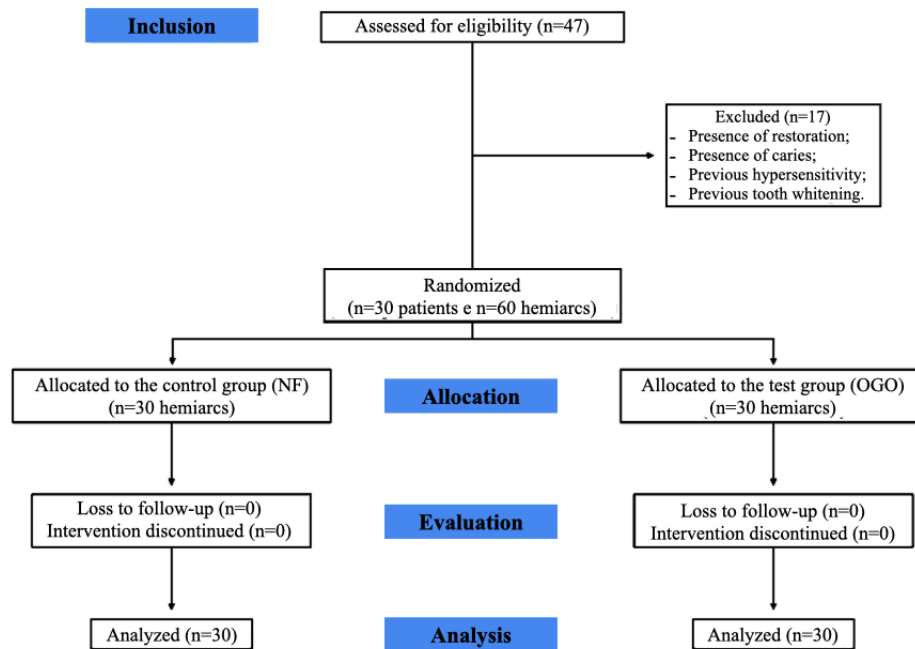 Inclusion
Assessed for eligibility (n=47)
Excluded (n=17)
- Presence of restoration;
- Presence of caries;
- Previous hypersensitivity;
- Previous tooth whitening.
Randomized
(n=30 patients e n=60 hemiarcs)
Allocated to the control group (NF)
(n=30 hemiarcs)
Allocation
Allocated to the test group (OGO)
(n=30 hemiarcs)
Loss to follow-up (n=0)
Intervention discontinued (n=0)
Evaluation
Loss to follow-up (n=0)
Intervention discontinued (n=0)
Analyzed (n=30)
Analysis
Analyzed (n=30)